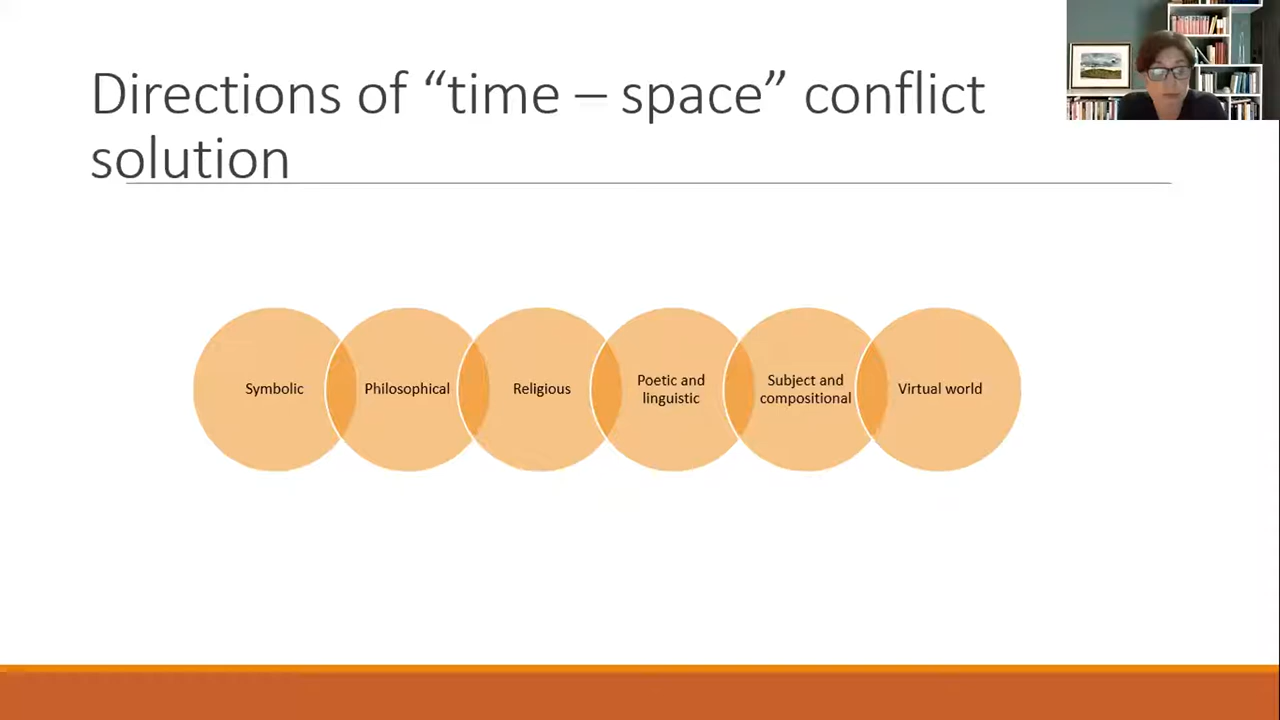 Directions of “time – space” conflict
solution
Symbolic
Philosophical
Religious
Poetic and
linguistic
Subject and
compositional
Virtual world